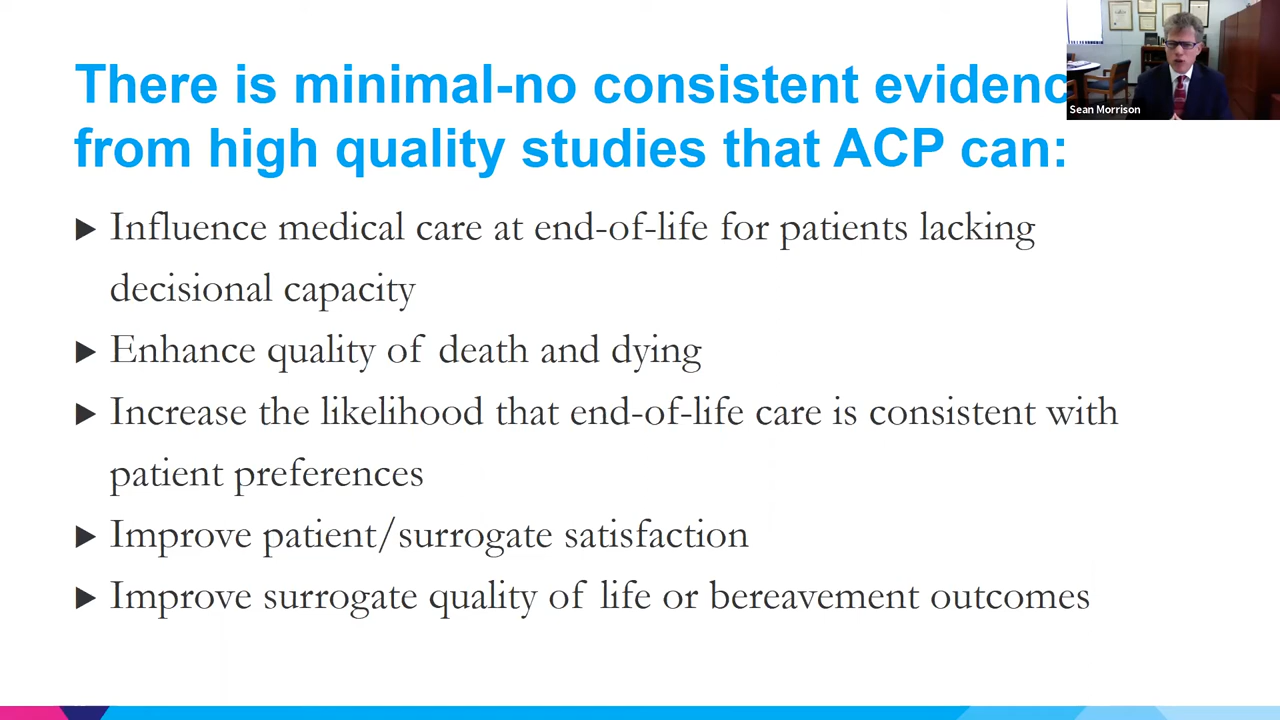 There is minimal-no consistent evidenc
from high quality studies that ACP can:
Sean Morrison
▶ Influence medical care at end-of-life for patients lacking
decisional capacity
▶ Enhance quality of death and dying
▶ Increase the likelihood that end-of-life care is consistent with
patient preferences
▶ Improve patient/surrogate satisfaction
▶ Improve surrogate quality of life or bereavement outcomes